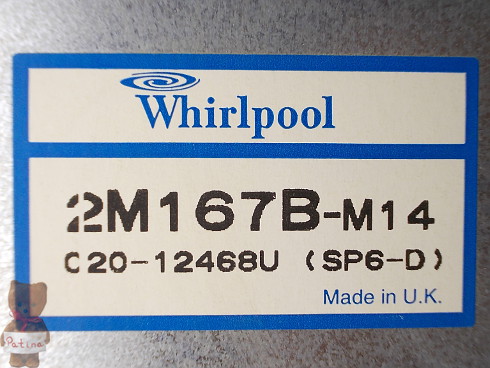 Whirlpool
2M167B-M14
C20-12468U (SP6-D)
Made in U.K.
Patina